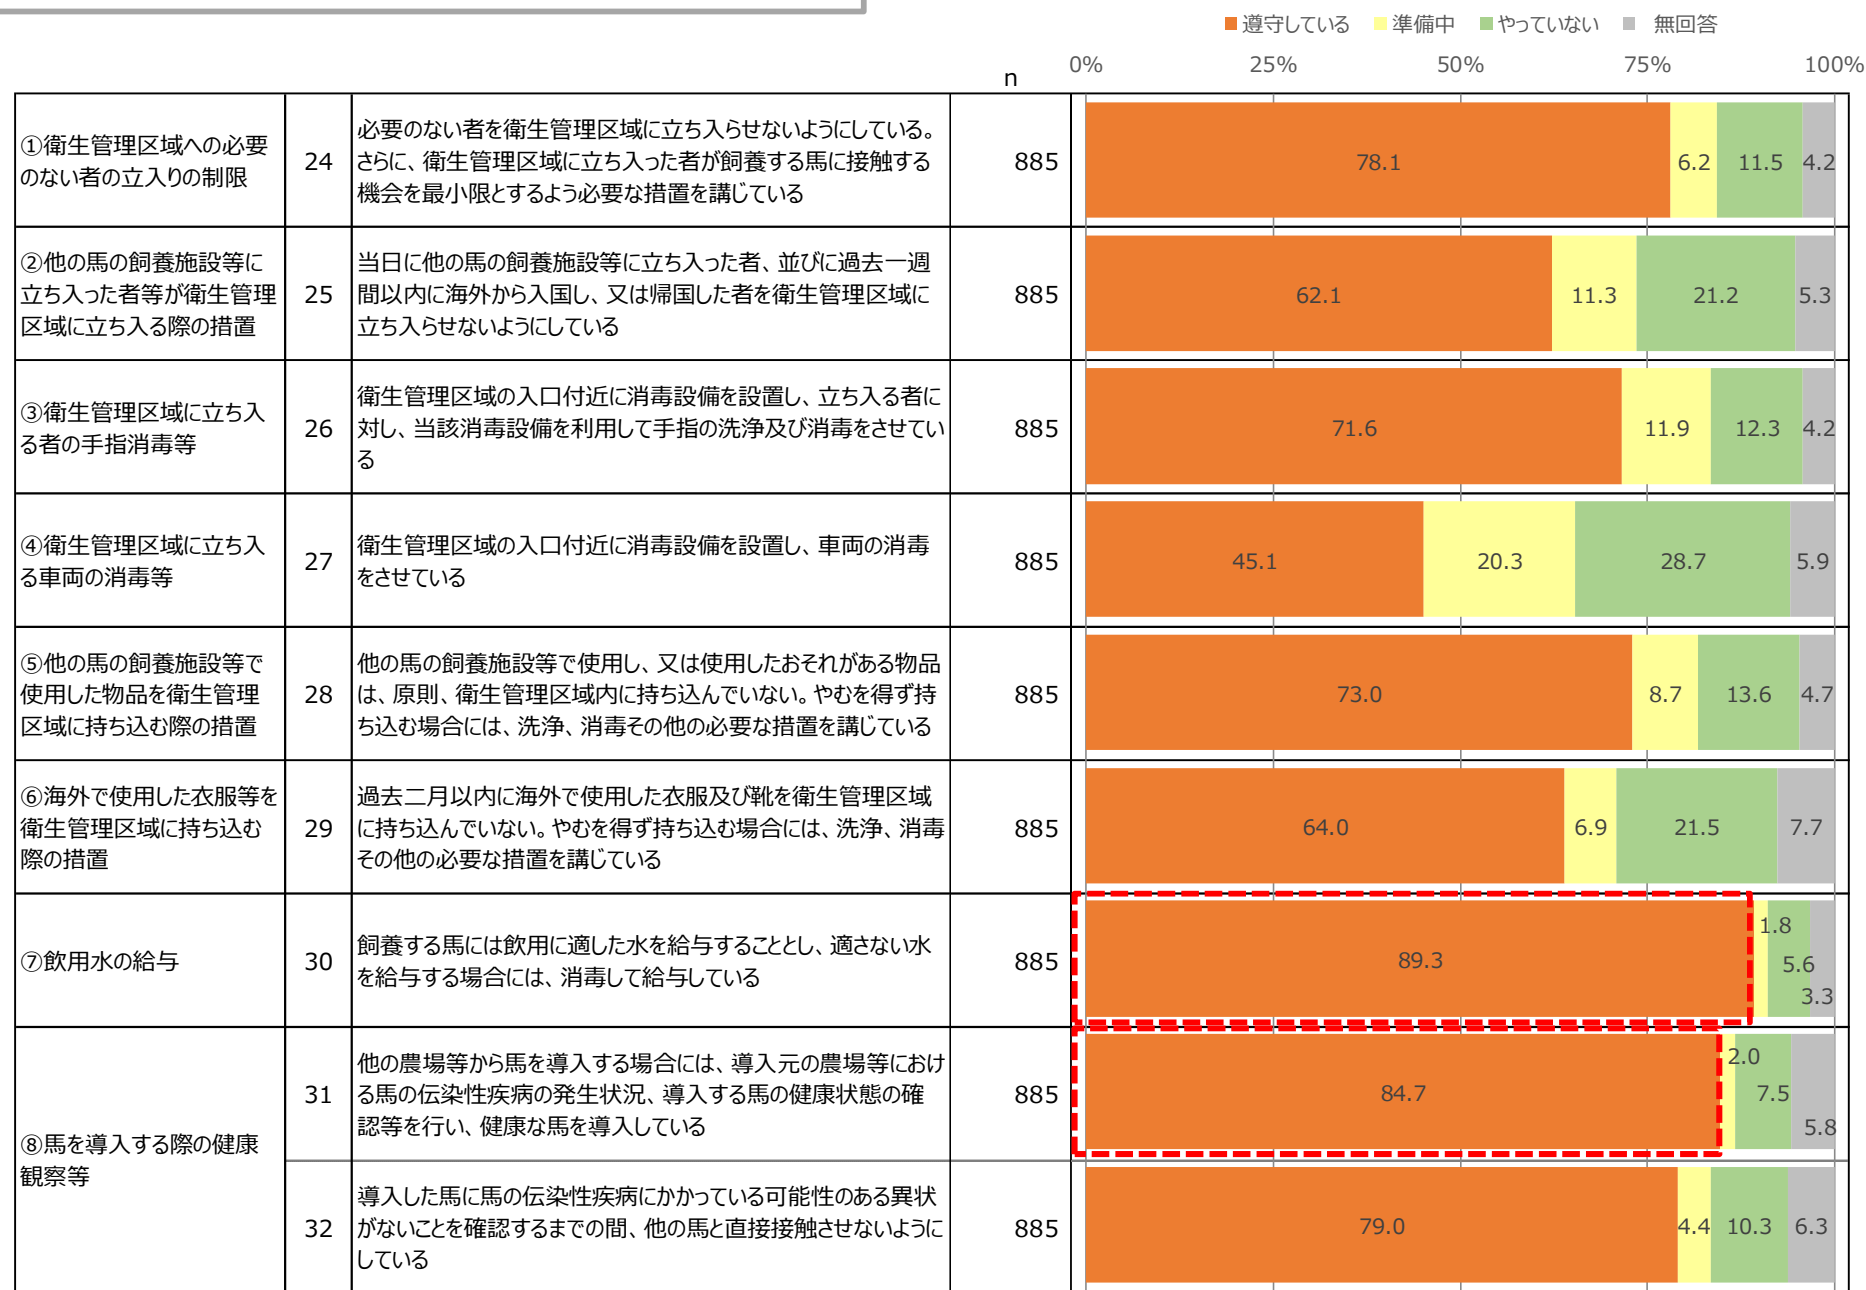 遵守している 準備中 やっていない 無回答
n 0% 25% 50% 75% 100%
①衛生管理区域への必要
のない者の立入りの制限
24
必要のない者を衛生管理区域に立ち入らせないようにしている。
さらに、衛生管理区域に立ち入った者が飼養する馬に接触する
機会を最小限とするよう必要な措置を講じている
885
78.1 6.2 11.5 4.2
②他の馬の飼養施設等に
立ち入った者等が衛生管理
区域に立ち入る際の措置
25
当日に他の馬の飼養施設等に立ち入った者、並びに過去一週
間以内に海外から入国し、又は帰国した者を衛生管理区域に
立ち入らせないようにしている
885
62.1 11.3 21.2 5.3
③衛生管理区域に立ち入
る者の手指消毒等
26
衛生管理区域の入口付近に消毒設備を設置し、立ち入る者に
対し、当該消毒設備を利用して手指の洗浄及び消毒をさせてい
る
885
71.6 11.9 12.3 4.2
④衛生管理区域に立ち入
る車両の消毒等
27
衛生管理区域の入口付近に消毒設備を設置し、車両の消毒
をさせている
885
45.1 20.3 28.7 5.9
⑤他の馬の飼養施設等で
使用した物品を衛生管理
区域に持ち込む際の措置
28
他の馬の飼養施設等で使用し、又は使用したおそれがある物品
は、原則、衛生管理区域内に持ち込んでいない。やむを得ず持
ち込む場合には、洗浄、消毒その他の必要な措置を講じている
885
73.0 8.7 13.6 4.7
⑥海外で使用した衣服等を
衛生管理区域に持ち込む
際の措置
29
過去二月以内に海外で使用した衣服及び靴を衛生管理区域
に持ち込んでいない。やむを得ず持ち込む場合には、洗浄、消毒
その他の必要な措置を講じている
885
64.0 6.9 21.5 7.7
⑦飲用水の給与
30
飼養する馬には飲用に適した水を給与することとし、適さない水
を給与する場合には、消毒して給与している
885
89.3 1.8 5.6 3.3
⑧馬を導入する際の健康
観察等
31
他の農場等から馬を導入する場合には、導入元の農場等におけ
る馬の伝染性疾病の発生状況、導入する馬の健康状態の確
認等を行い、健康な馬を導入している
885
84.7 2.0 7.5 5.8
32
導入した馬に馬の伝染性疾病にかかっている可能性のある異状
がないことを確認するまでの間、他の馬と直接接触させないように
している
885
79.0 4.4 10.3 6.3